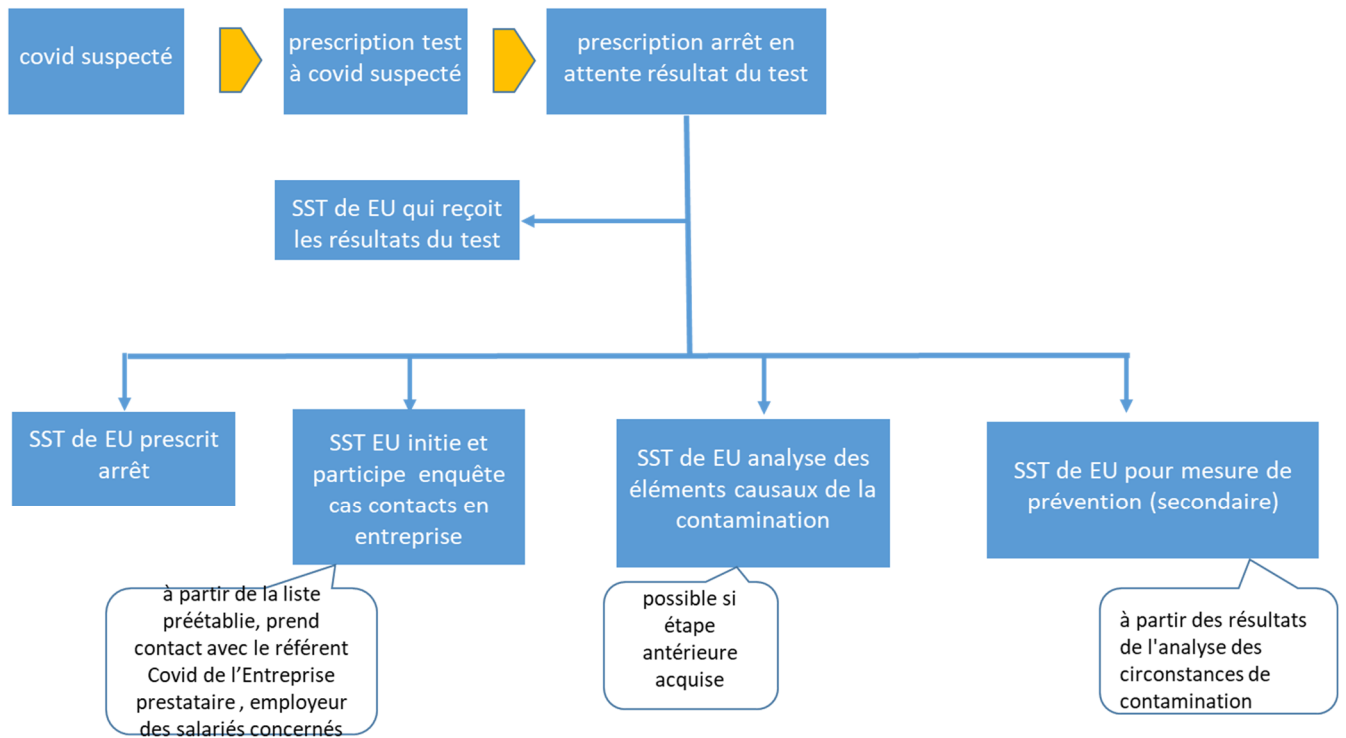 covid suspecté
prescription test
à covid suspecté
prescription arrêt en
attente résultat du test
SST de EU qui reçoit
les résultats du test
SST de EU prescrit
arrêt
SST EU initie et
participe enquête
cas contacts en
entreprise
SST de EU analyse des
éléments causaux de la
contamination
SST de EU pour mesure de
prévention (secondaire)
à partir de la liste
préétablie, prend
contact avec le référent
Covid de l’Entreprise
prestataire , employeur
des salariés concernés
possible si
étape
antérieure
acquise
à partir des résultats
de l'analyse des
circonstances de
contamination